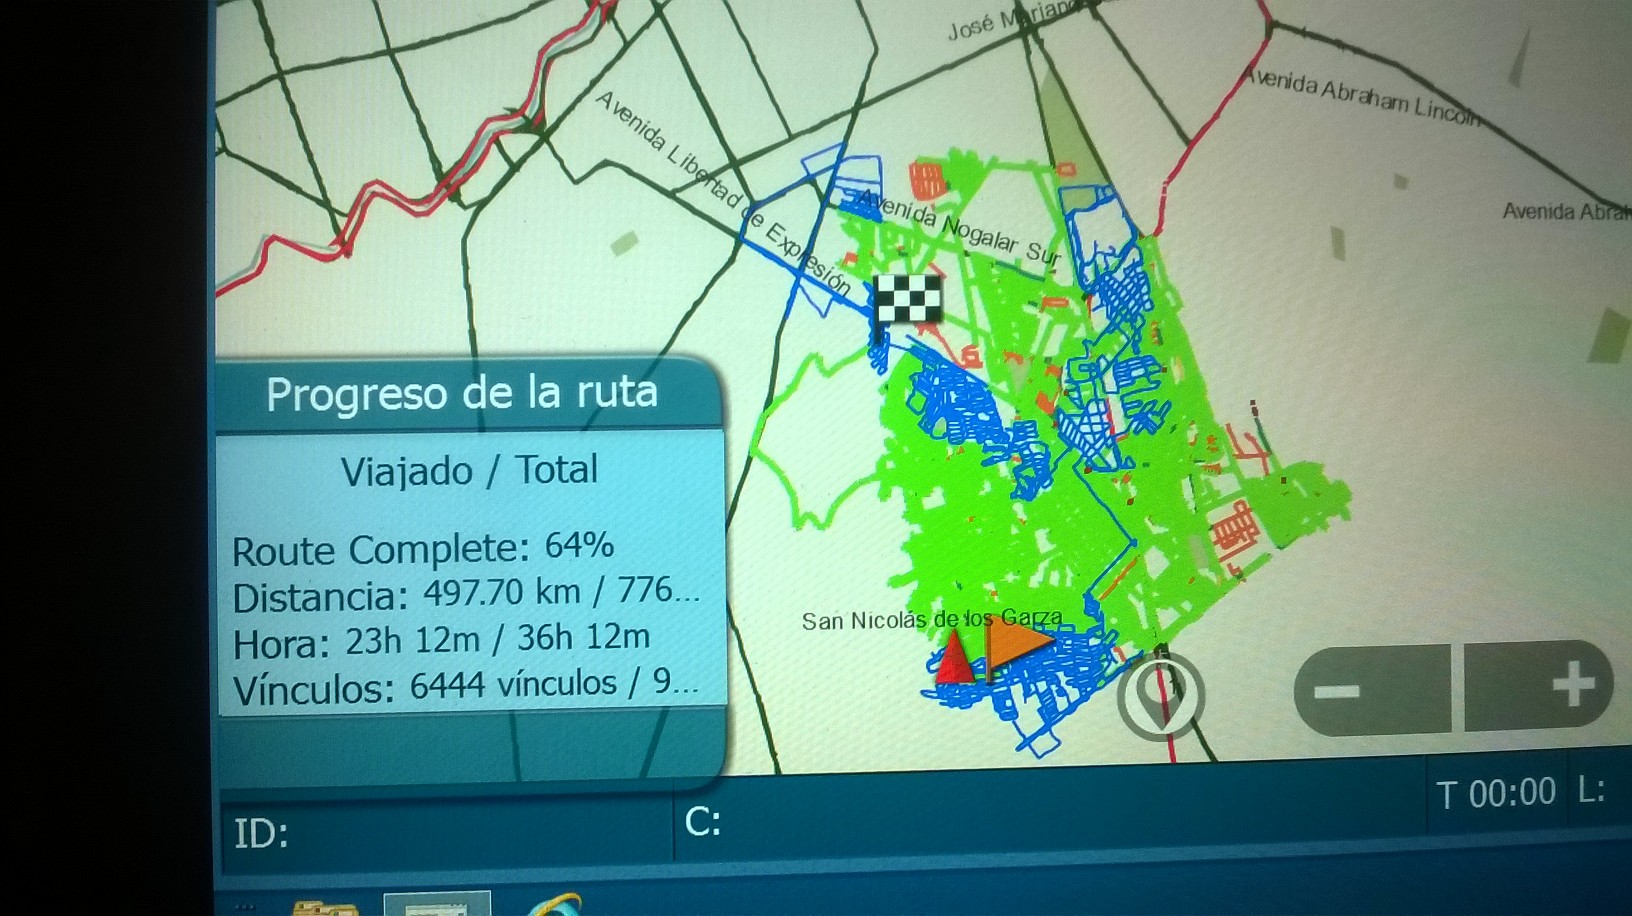 José Mariano
Avenida Abraham Lincoln
Avenida Libertad de Expresión
Avenida Nogalar Sur
Avenida
Progreso de la ruta
Viajado / Total
Route Complete: 64%
Distancia: 497.70 km / 776...
Hora: 23h 12m / 36h 12m
Vínculos: 6444 vínculos / 9...
San Nicolás de los Garza
T 00:00 L:
ID:
C: